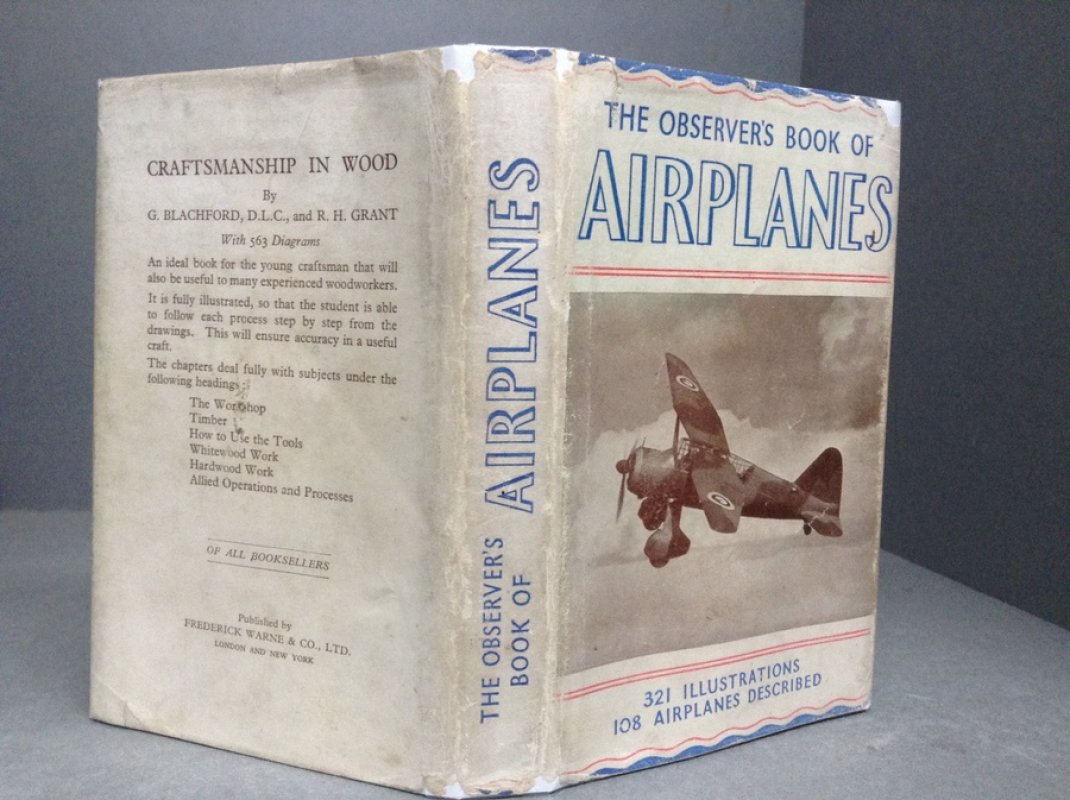 CRAFTSMANSHIP IN WOOD
By
G. BLACHFORD, D.L.C., and R. H. GRANT
With 563 Diagrams
An ideal book for the young craftsman that will
also be useful to many experienced woodworkers.
It is fully illustrated, so that the student is able
to follow each process step by step from the
drawings. This will ensure accuracy in a useful
craft.
The chapters deal fully with subjects under the
following headings:
The Workshop
Timber
How to Use the Tools
Whitewood Work
Hardwood Work
Allied Operations and Processes
OF ALL BOOKSELLERS
Published by
FREDERICK WARNE & CO., LTD.
LONDON AND NEW YORK
THE OBSERVER'S
BOOK OF
AIRPLANES
THE OBSERVER'S BOOK OF
AIRPLANES
321 ILLUSTRATIONS
108 AIRPLANES DESCRIBED